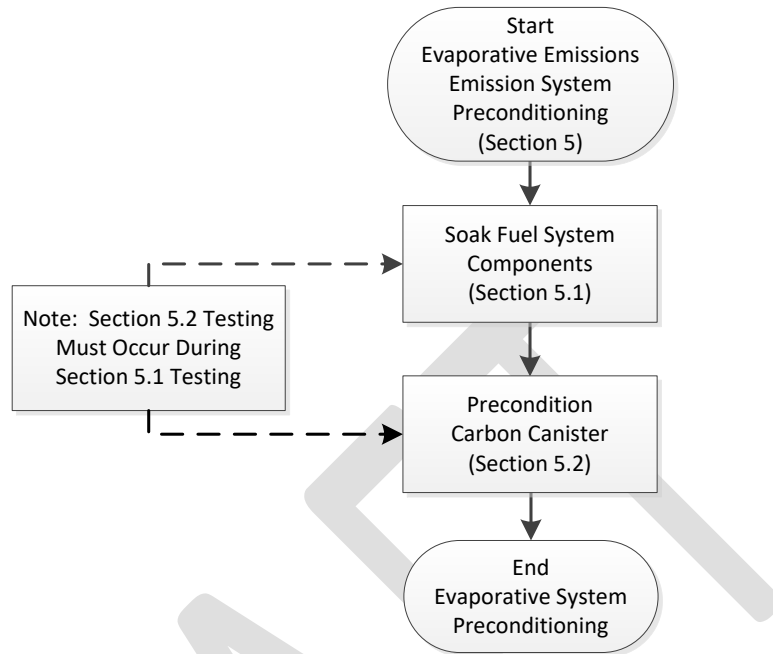 Start
Evaporative Emissions
Emission System
Preconditioning
(Section 5)
Soak Fuel System
Components
(Section 5.1)
Note:  Section 5.2 Testing
Must Occur During
Section 5.1 Testing
Precondition
Carbon Canister
(Section 5.2)
End
Evaporative System
Preconditioning